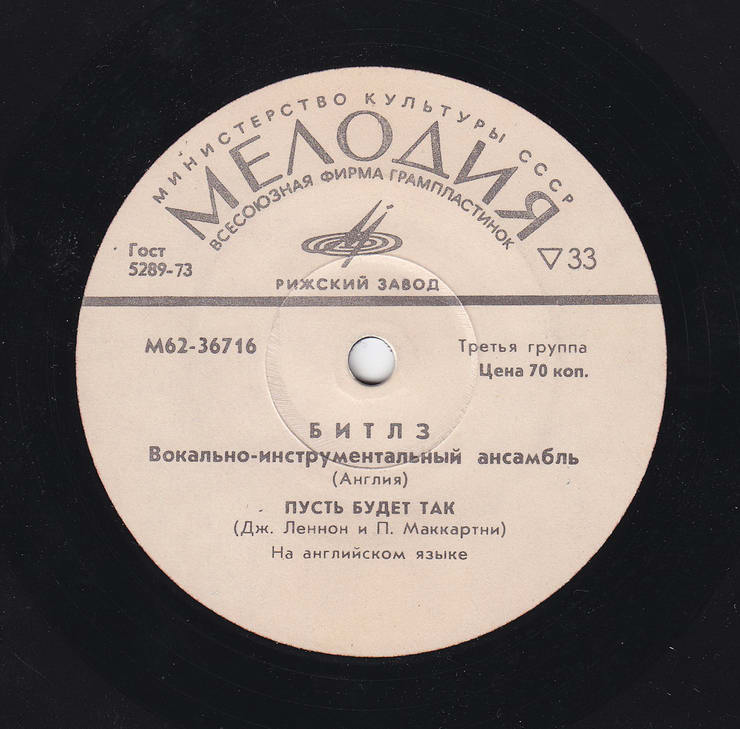 МИНИСТЕРСТВО КУЛЬТУРЫ СССР
МЕЛОДИЯ
ВСЕСОЮЗНАЯ ФИРМА ГРАМПЛАСТИНОК
Гост
5289-73
▽33
РИЖСКИЙ ЗАВОД
М62-36716
Третья группа
Цена 70 коп.
БИТЛЗ
Вокально-инструментальный ансамбль
(Англия)
ПУСТЬ БУДЕТ ТАК
(Дж. Леннон и П. Маккартни)
На английском языке